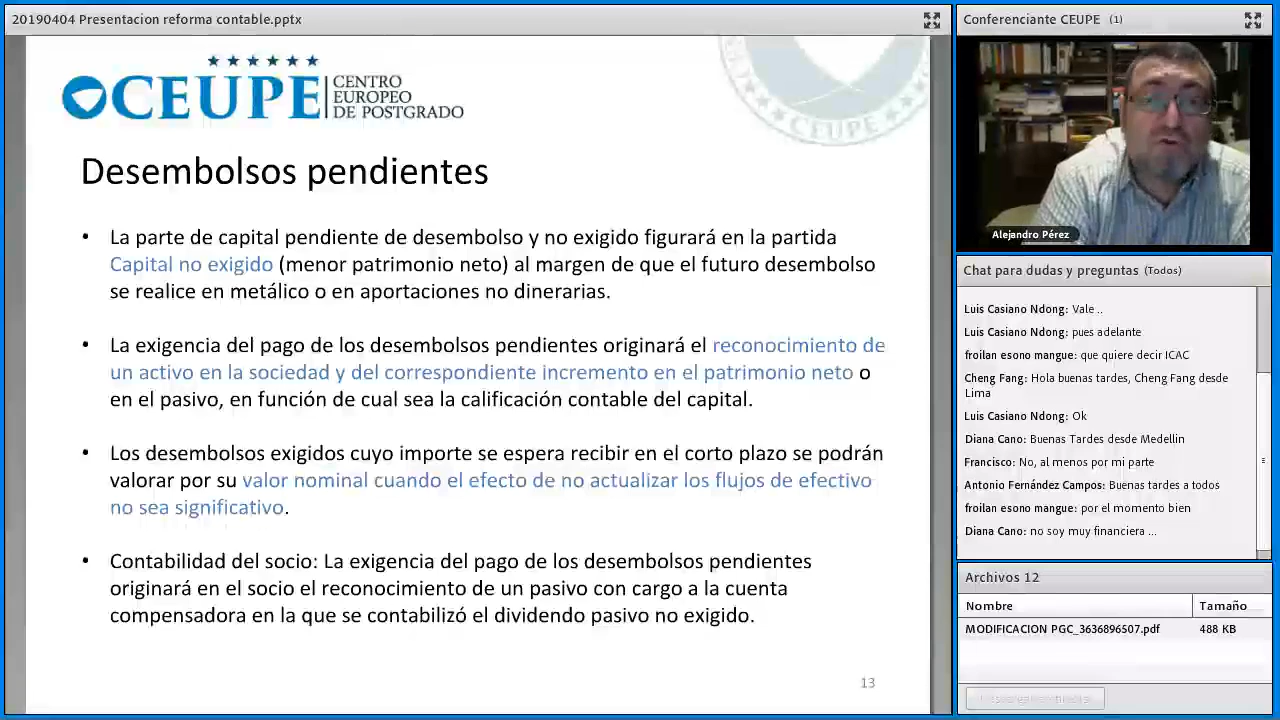 20190404 Presentacion reforma contable.pptx
CEUPE
CENTRO
EUROPEO
DE POSTGRADO
CEUPE
Desembolsos pendientes
• La parte de capital pendiente de desembolso y no exigido figurará en la partida
Capital no exigido (menor patrimonio neto) al margen de que el futuro desembolso
se realice en metálico o en aportaciones no dinerarias.
• La exigencia del pago de los desembolsos pendientes originará el reconocimiento de
un activo en la sociedad y del correspondiente incremento en el patrimonio neto o
en el pasivo, en función de cual sea la calificación contable del capital.
• Los desembolsos exigidos cuyo importe se espera recibir en el corto plazo se podrán
valorar por su valor nominal cuando el efecto de no actualizar los flujos de efectivo
no sea significativo.
• Contabilidad del socio: La exigencia del pago de los desembolsos pendientes
originará en el socio el reconocimiento de un pasivo con cargo a la cuenta
compensadora en la que se contabilizó el dividendo pasivo no exigido.
13
Conferenciante CEUPE (1)
Alejandro Pérez
Chat para dudas y preguntas (Todos)
Luis Casiano Ndong: Vale ..
Luis Casiano Ndong: pues adelante
froilan esono mangue: que quiere decir ICAC
Cheng Fang: Hola buenas tardes, Cheng Fang desde
Lima
Luis Casiano Ndong: Ok
Diana Cano: Buenas Tardes desde Medellin
Francisco: No, al menos por mi parte
Antonio Fernández Campos: Buenas tardes a todos
froilan esono mangue: por el momento bien
Diana Cano: no soy muy financiera ...
Archivos 12
Nombre Tamaño
MODIFICACION PGC_3636896507.pdf 488 KB